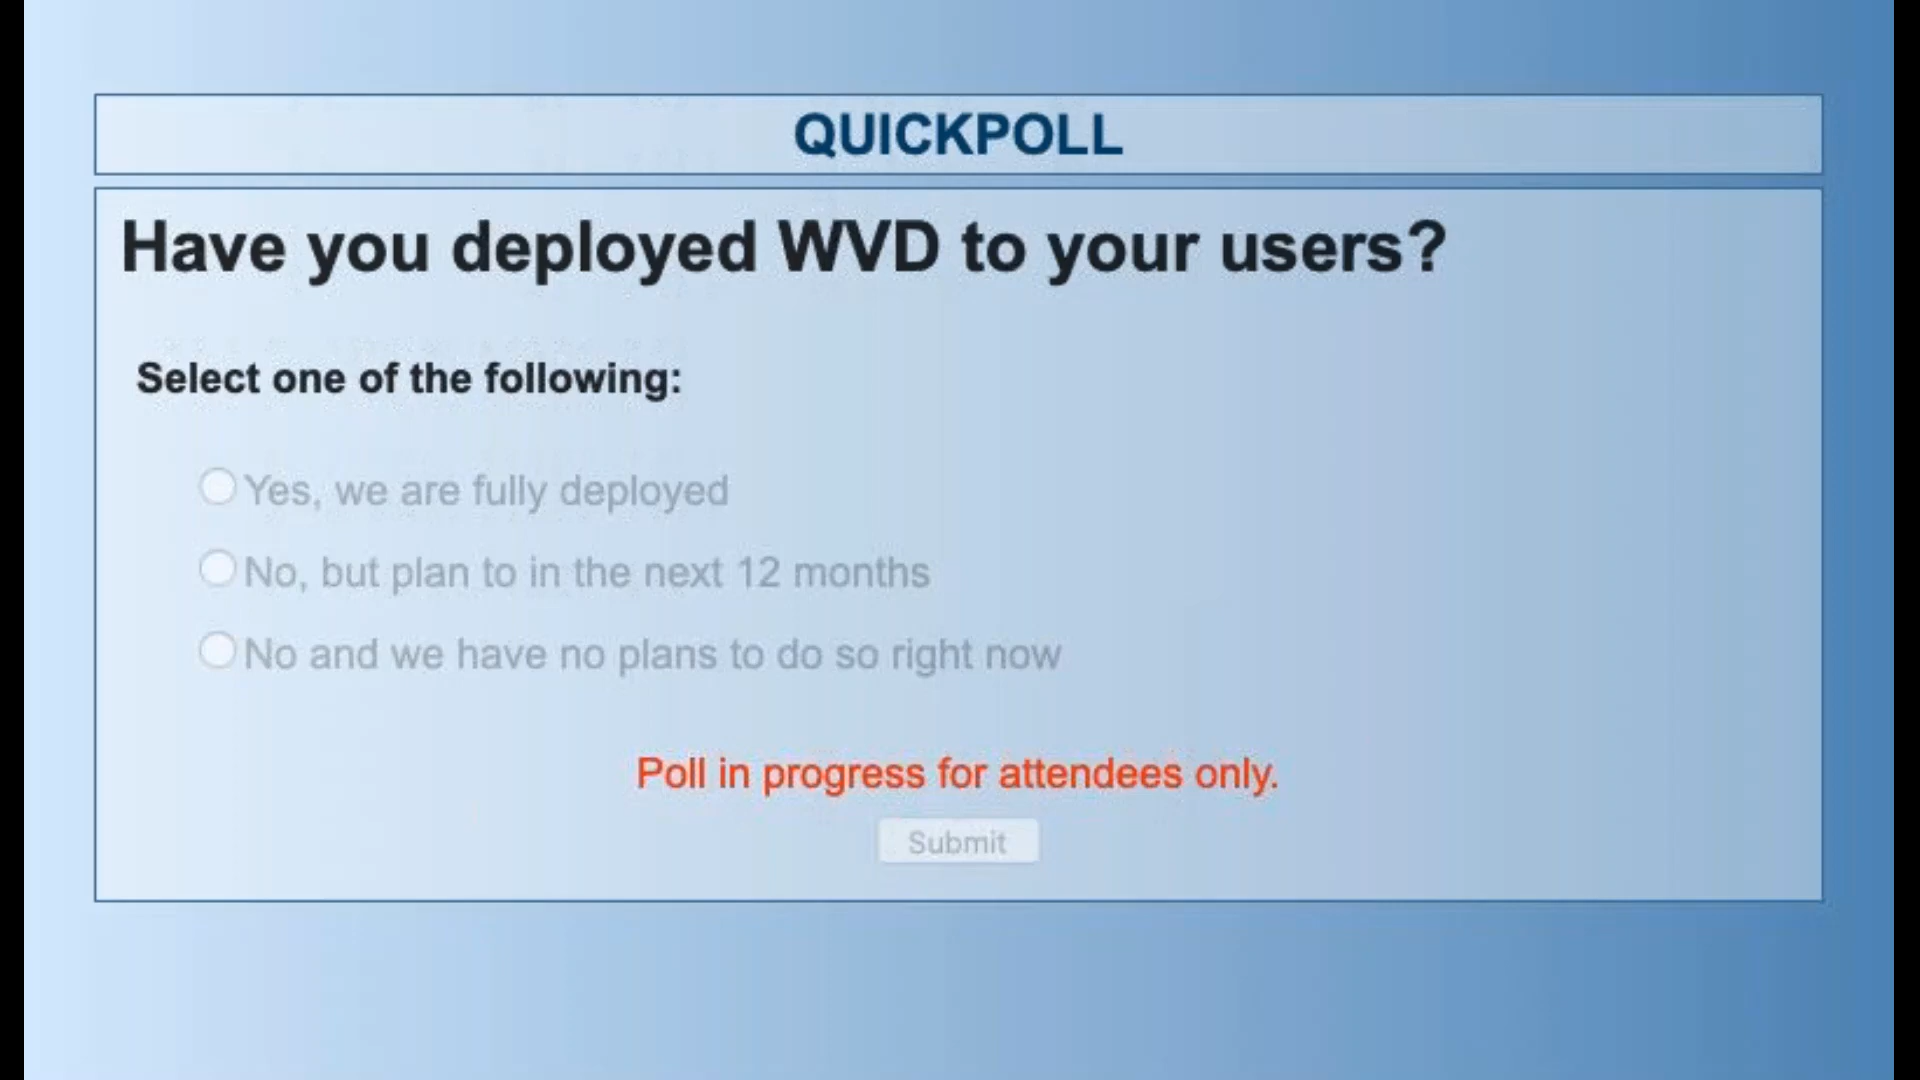 QUICKPOLL
Have you deployed WVD to your users?
Select one of the following:
Yes, we are fully deployed
No, but plan to in the next 12 months
No and we have no plans to do so right now
Poll in progress for attendees only.
Submit